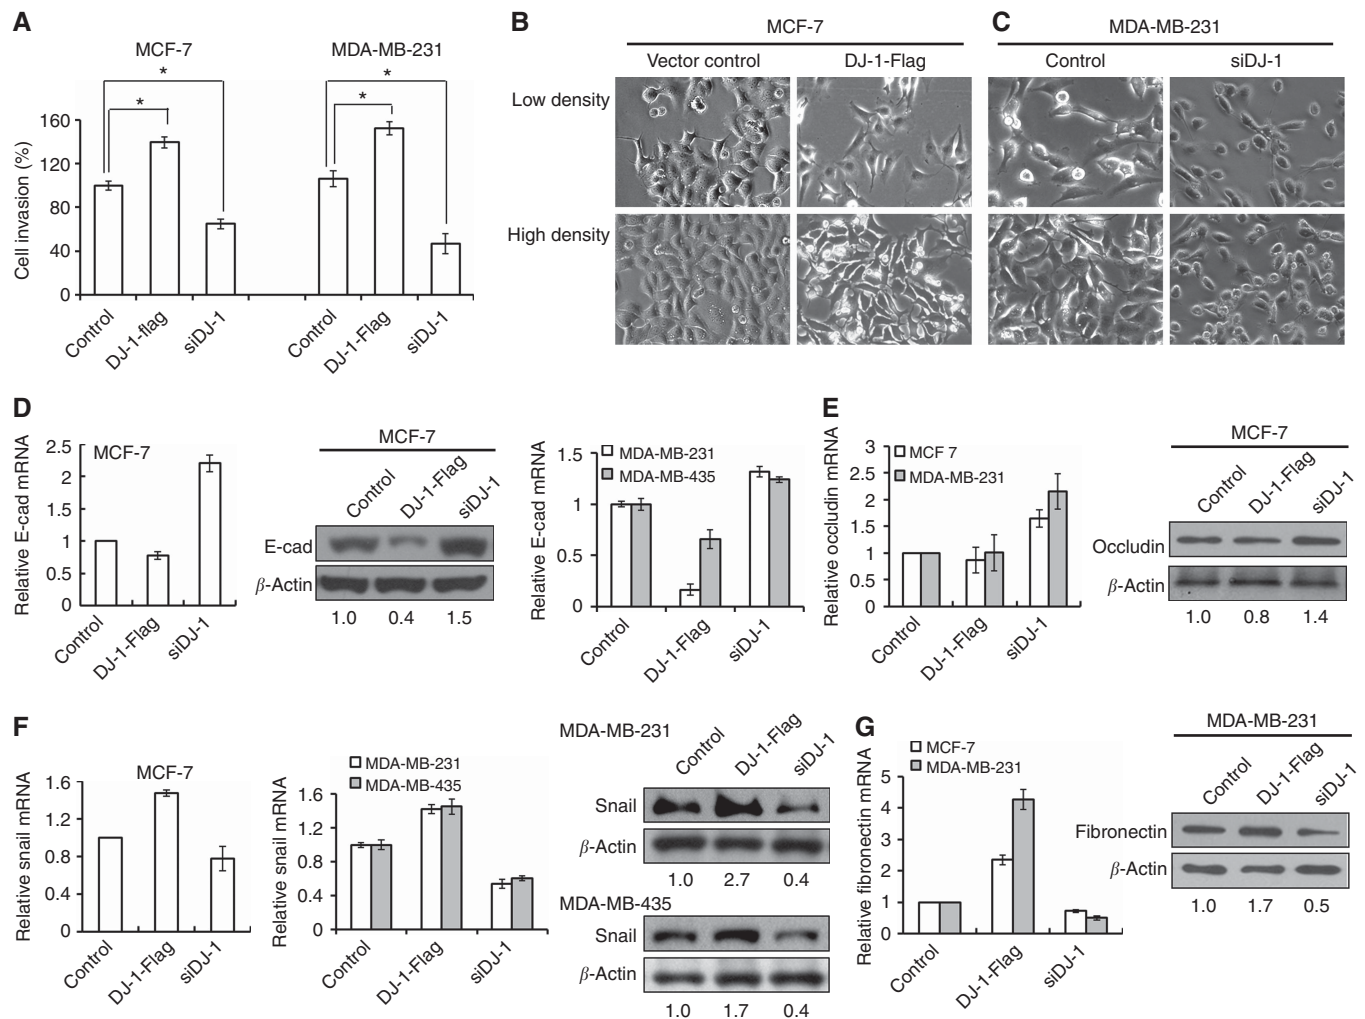 A
MCF-7
MDA-MB-231
*
*
*
*
Cell invasion (%)
160
120
80
40
0
Control
DJ-1-flag
siDJ-1
Control
DJ-1-Flag
siDJ-1
B
MCF-7
Vector control
DJ-1-Flag
Low density
High density
C
MDA-MB-231
Control
siDJ-1
D
Relative E-cad mRNA
MCF-7
2.5
2
1.5
1
0.5
0
Control
DJ-1-Flag
siDJ-1
MCF-7
Control
DJ-1-Flag
siDJ-1
E-cad
β-Actin
1.0 0.4 1.5
Relative E-cad mRNA
MDA-MB-231
MDA-MB-435
1.5
1
0.5
0
Control
DJ-1-Flag
siDJ-1
E
Relative occludin mRNA
MCF 7
MDA-MB-231
3
2.5
2
1.5
1
0.5
0
Control
DJ-1-Flag
siDJ-1
MCF-7
Control
DJ-1-Flag
siDJ-1
Occludin
β-Actin
1.0 0.8 1.4
F
Relative snail mRNA
MCF-7
1.6
1.2
0.8
0.4
0
Control
DJ-1-Flag
siDJ-1
Relative snail mRNA
MDA-MB-231
MDA-MB-435
1.6
1.2
0.8
0.4
0
Control
DJ-1-Flag
siDJ-1
MDA-MB-231
Control
DJ-1-Flag
siDJ-1
Snail
β-Actin
1.0 2.7 0.4
MDA-MB-435
Snail
β-Actin
1.0 1.7 0.4
G
Relative fibronectin mRNA
MCF-7
MDA-MB-231
5
4
3
2
1
0
Control
DJ-1-Flag
siDJ-1
MDA-MB-231
Control
DJ-1-Flag
siDJ-1
Fibronectin
β-Actin
1.0 1.7 0.5